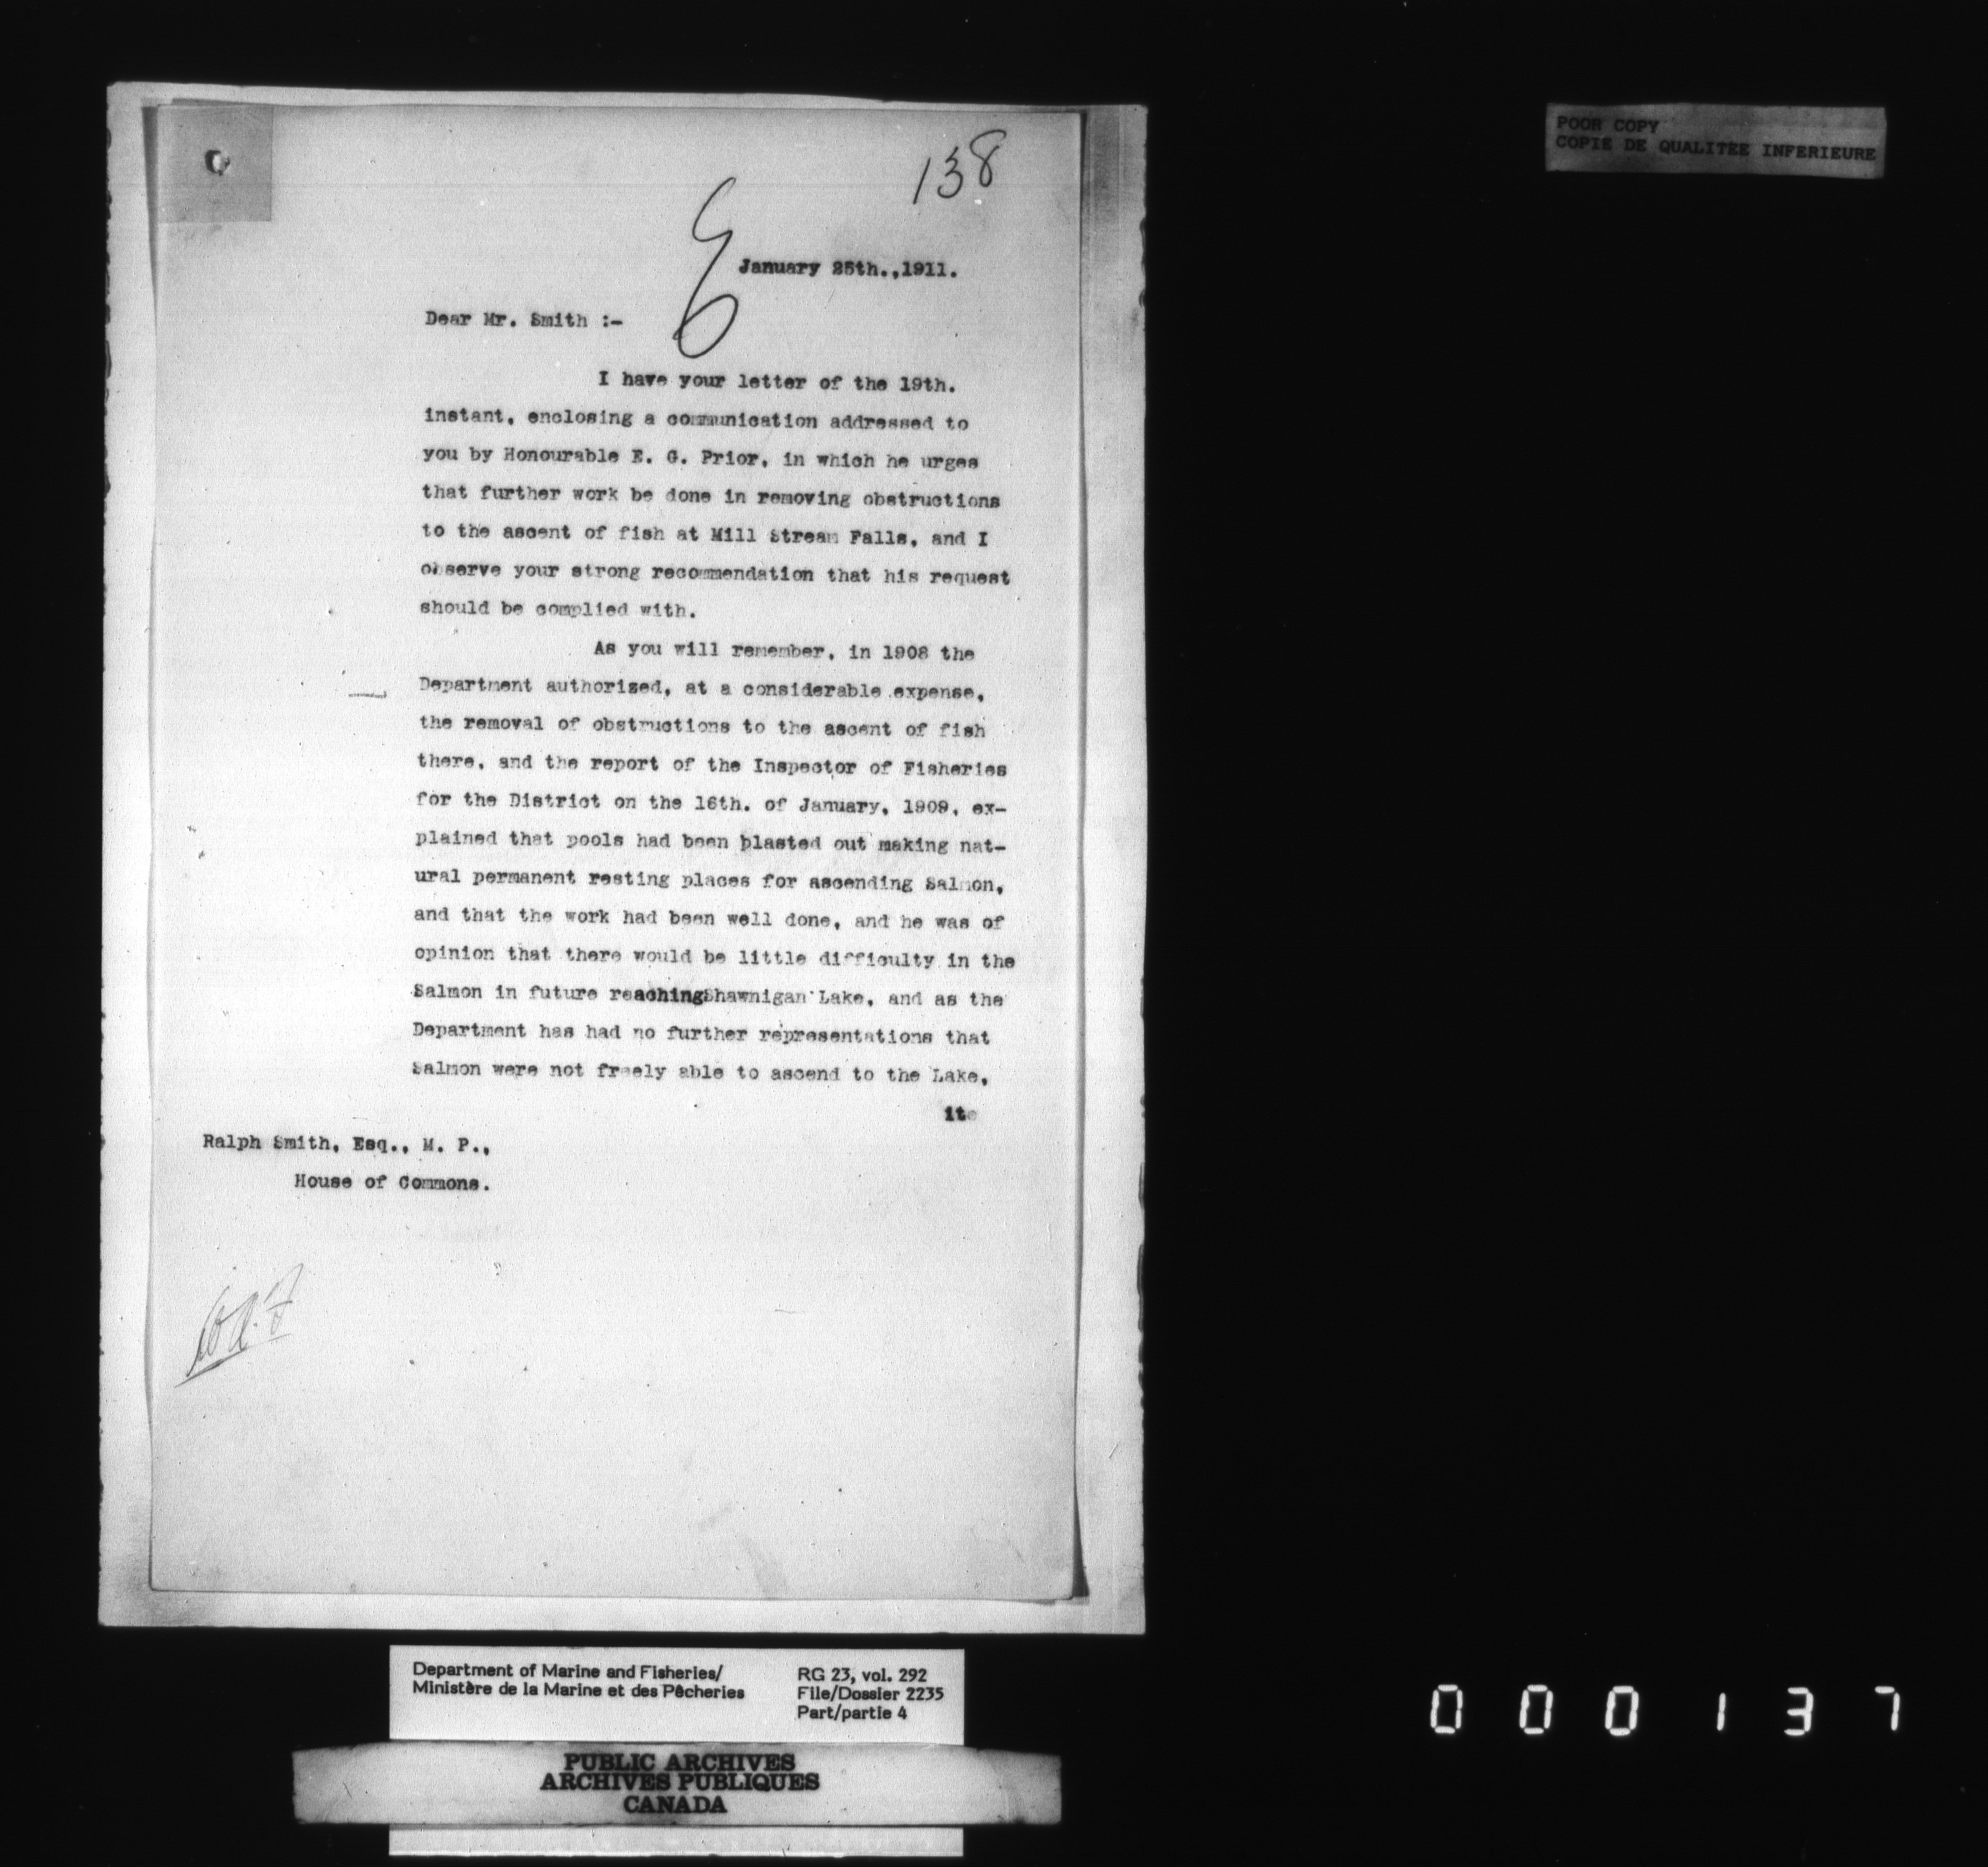 POOR COPY
COPIE DE QUALITEE INFERIEURE
138
January 25th.,1911.
Dear Mr. Smith :-
I have your letter of the 19th.
instant, enclosing a communication addressed to
you by Honourable E. G. Prior, in which he urges
that further work be done in removing obstructions
to the ascent of fish at Mill Stream Falls, and I
observe your strong recommendation that his request
should be complied with.
As you will remember, in 1908 the
Department authorized, at a considerable expense,
the removal of obstructions to the ascent of fish
there, and the report of the Inspector of Fisheries
for the District on the 16th. of January, 1909, ex-
plained that pools had been blasted out making nat-
ural permanent resting places for ascending Salmon,
and that the work had been well done, and he was of
opinion that there would be little difficulty in the
Salmon in future reachingShawnigan Lake, and as the
Department has had no further representations that
Salmon were not freely able to ascend to the Lake,
it
Ralph Smith, Esq., M. P.,
House of Commons.
Department of Marine and Fisheries/
Ministère de la Marine et des Pêcheries
RG 23, vol. 292
File/Dossier 2235
Part/partie 4
PUBLIC ARCHIVES
ARCHIVES PUBLIQUES
CANADA
000137